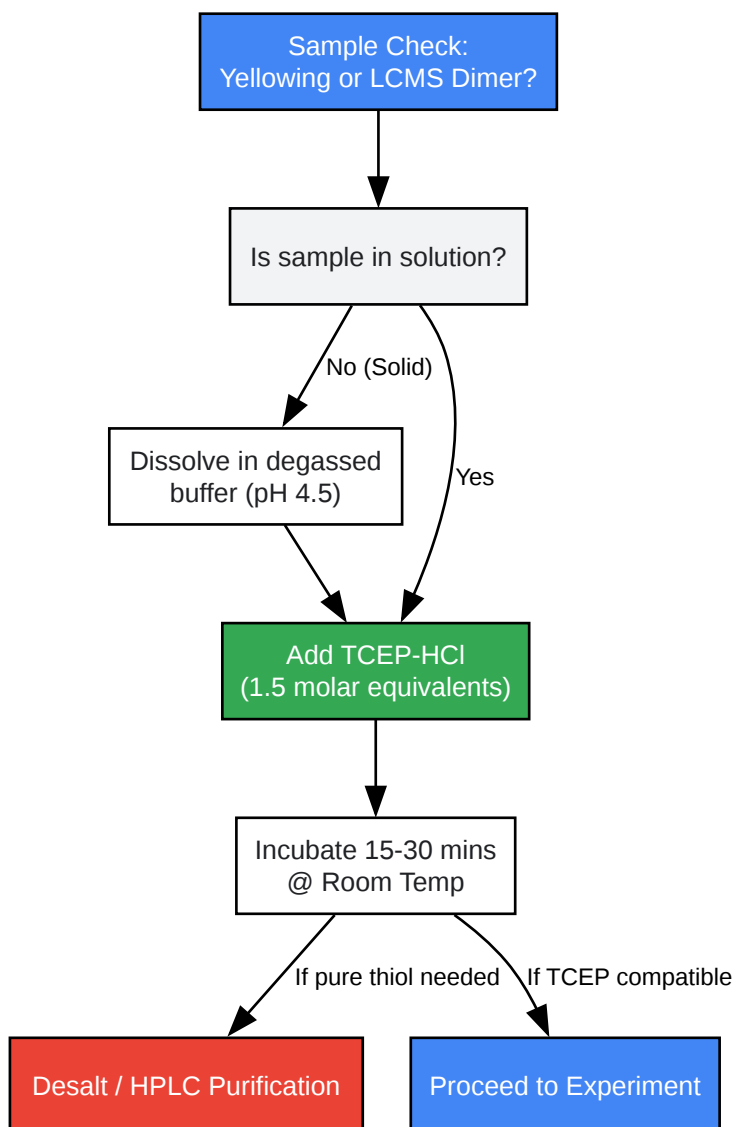 Sample Check:
Yellowing or LCMS Dimer?
Is sample in solution?
No (Solid)
Dissolve in degassed
buffer (pH 4.5)
Yes
Add TCEP-HCl
(1.5 molar equivalents)
Incubate 15-30 mins
@ Room Temp
If pure thiol needed
If TCEP compatible
Desalt / HPLC Purification
Proceed to Experiment